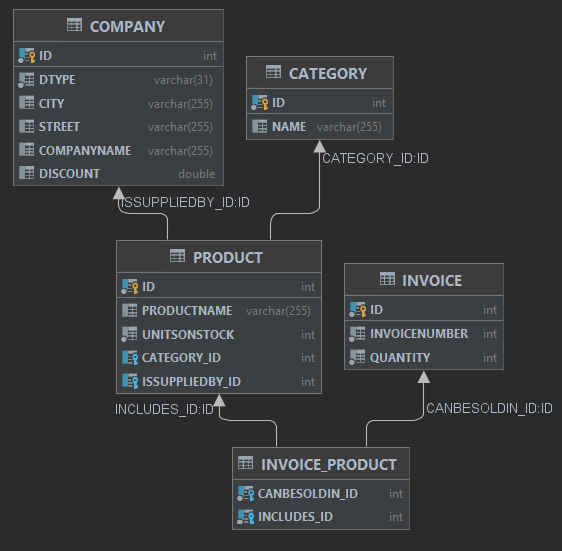 COMPANY
ID int
DTYPE varchar(31)
CITY varchar(255)
STREET varchar(255)
COMPANYNAME varchar(255)
DISCOUNT double
CATEGORY
ID int
NAME varchar(255)
CATEGORY_ID:ID
ISSUPPLIEDBY_ID:ID
PRODUCT
ID int
PRODUCTNAME varchar(255)
UNITSONSTOCK int
CATEGORY_ID int
ISSUPPLIEDBY_ID int
INVOICE
ID int
INVOICENUMBER int
QUANTITY int
INCLUDES_ID:ID
CANBESOLDIN_ID:ID
INVOICE_PRODUCT
CANBESOLDIN_ID int
INCLUDES_ID int